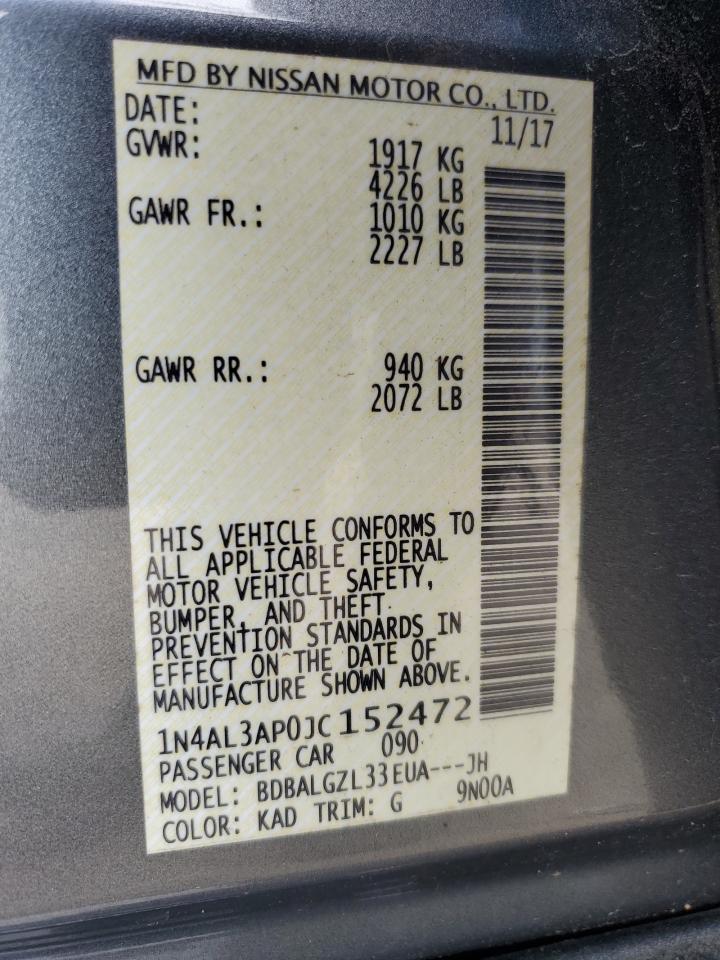 MFD BY NISSAN MOTOR CO., LTD.
DATE: 11/17
GVWR: 1917 KG
4226 LB
GAWR FR.: 1010 KG
2227 LB
GAWR RR.: 940 KG
2072 LB
THIS VEHICLE CONFORMS TO
ALL APPLICABLE FEDERAL
MOTOR VEHICLE SAFETY,
BUMPER, AND THEFT
PREVENTION STANDARDS IN
EFFECT ON THE DATE OF
MANUFACTURE SHOWN ABOVE.
1N4AL3AP0JC152472
PASSENGER CAR 090
MODEL: BDBALGZL33EUA---JH
COLOR: KAD TRIM: G 9N00A